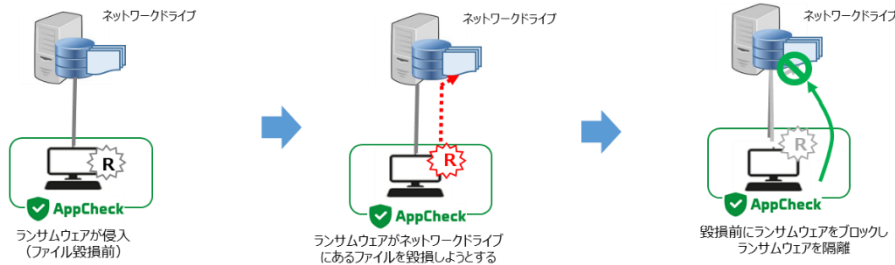 ネットワークドライブ
R
AppCheck
ランサムウェアが侵入
(ファイル毀損前)
ネットワークドライブ
R
AppCheck
ランサムウェアがネットワークドライブ
にあるファイルを毀損しようとする
ネットワークドライブ
R
AppCheck
毀損前にランサムウェアをブロックし
ランサムウェアを隔離